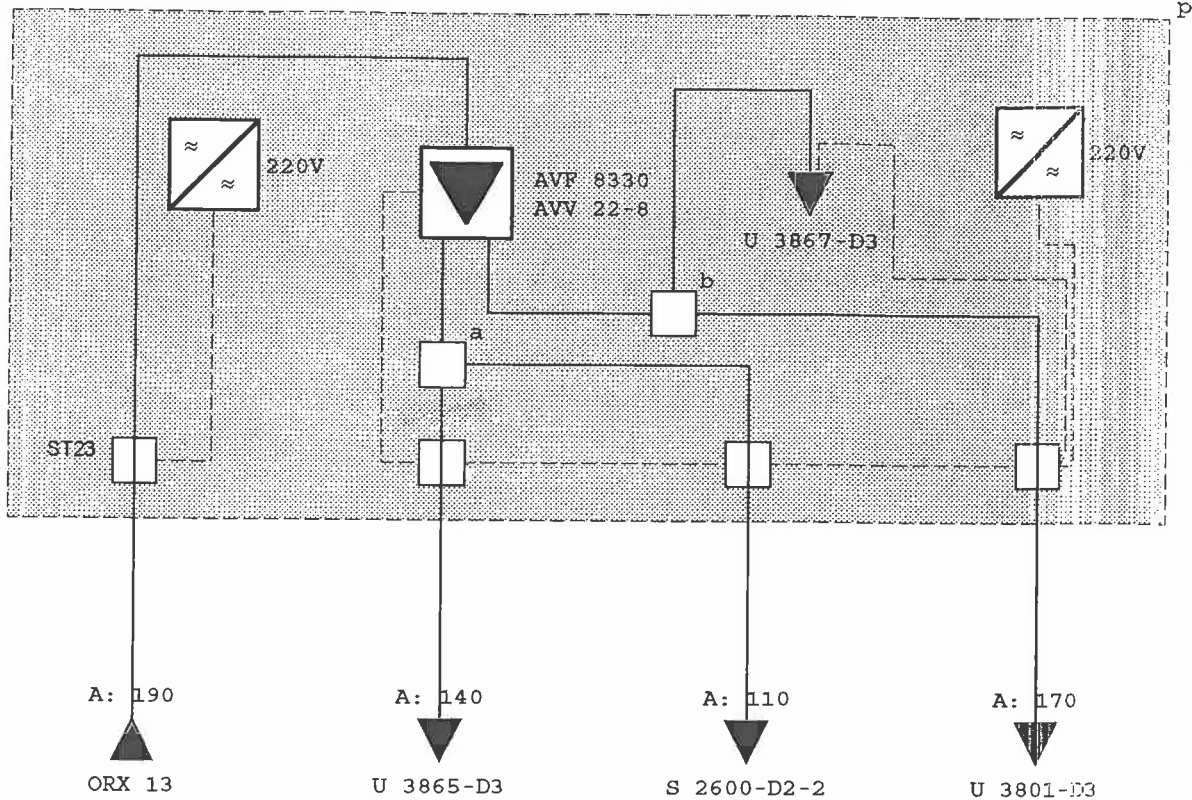 p
220V
AVF 8330
AVV 22-8
220V
U 3867-D3
b
a
ST23
A: 190
A: 140
A: 110
A: 170
ORX 13
U 3865-D3
S 2600-D2-2
U 3801-D3